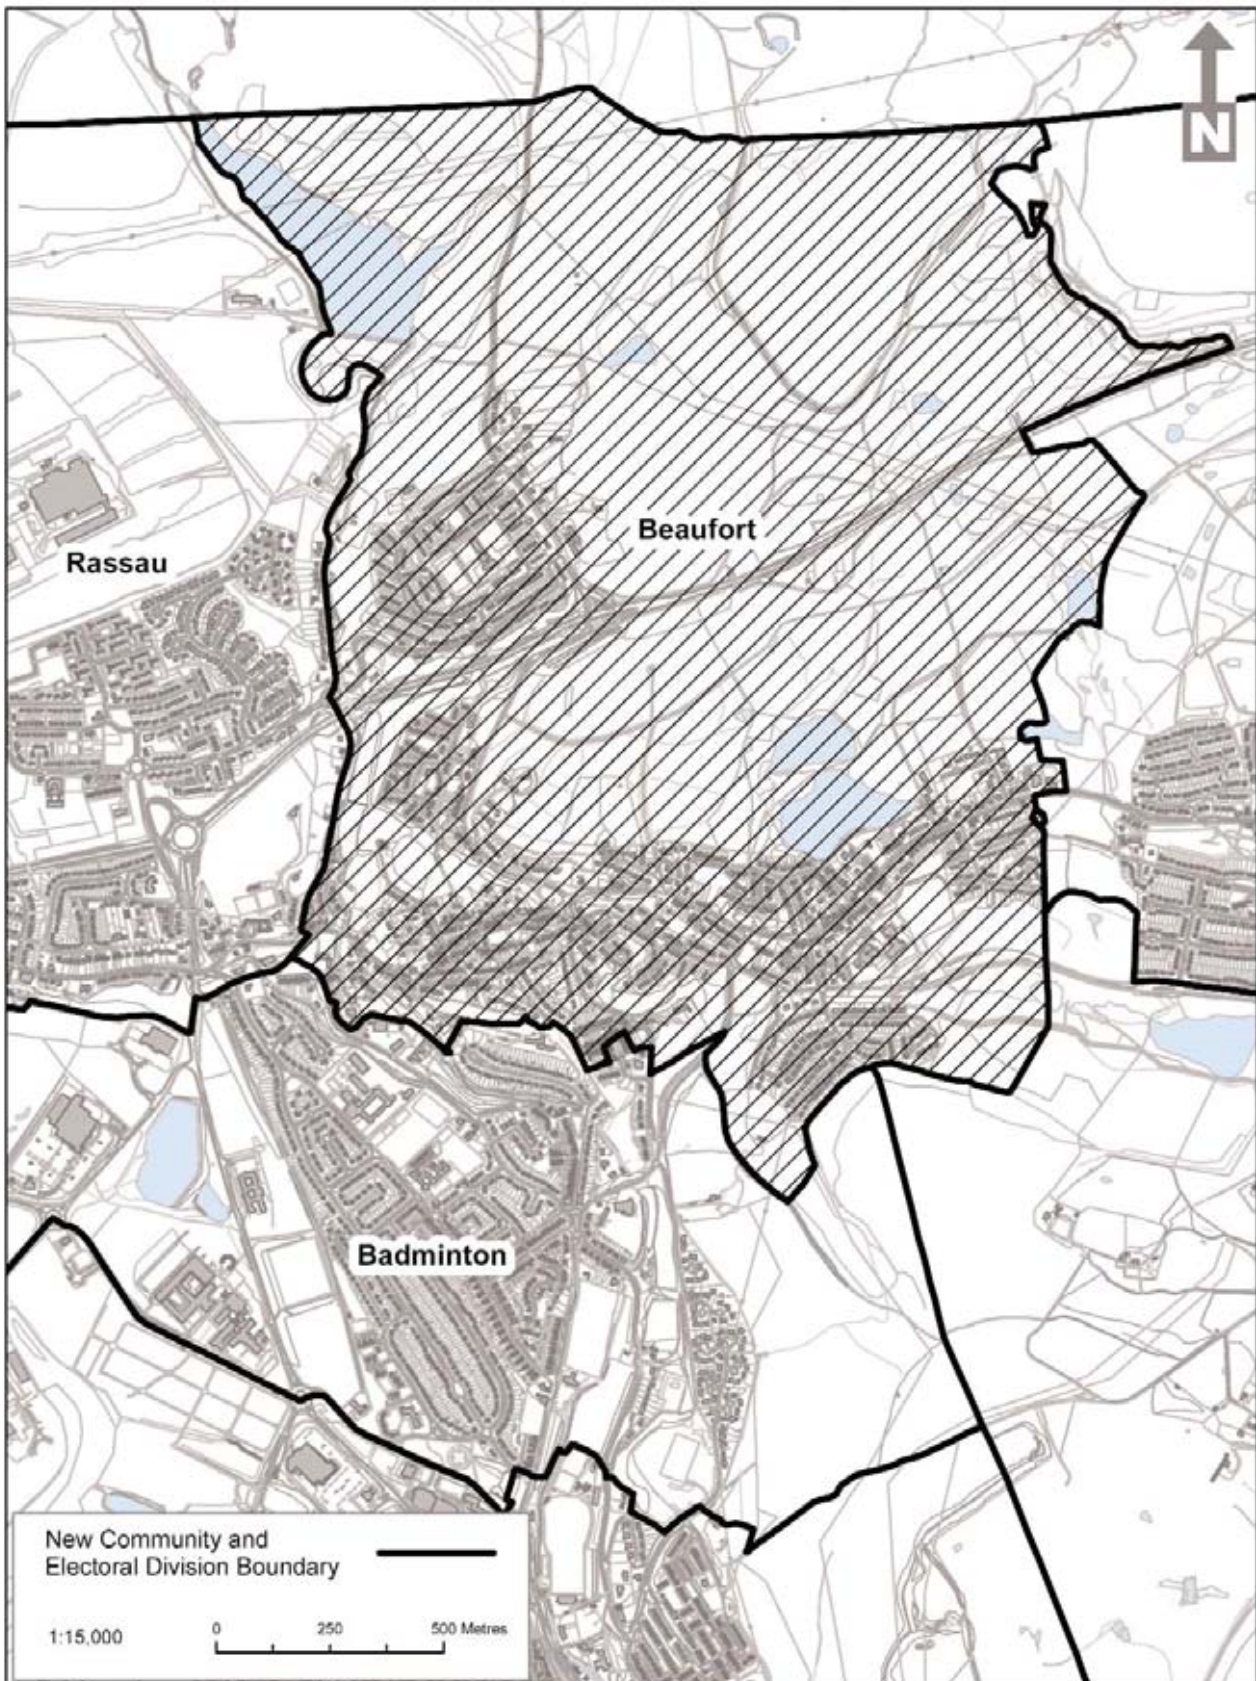 N
Beaufort
Rassau
Badminton
New Community and
Electoral Division Boundary
1:15,000
0 250 500 Metres